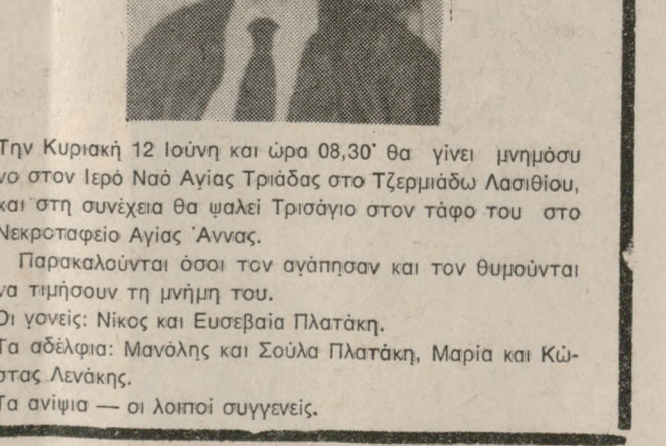 Την Κυριακή 12 Ιούνη και ώρα 08,30' θα γίνει μνημόσυ
νο στον Ιερό Ναό Αγίας Τριάδας στο Τζερμιάδω Λασιθίου,
και στη συνέχεια θα ψαλεί Τρισάγιο στον τάφο του στο
Νεκροταφείο Αγίας Άννας.
Παρακαλούνται όσοι τον αγάπησαν και τον θυμούνται
να τιμήσουν τη μνήμη του.
Οι γονείς: Νίκος και Ευσεβαία Πλατάκη.
Τα αδέλφια: Μανόλης και Σούλα Πλατάκη, Μαρία και Κώ-
στας Λενάκης.
Τα ανίψια — οι λοιποί συγγενείς.